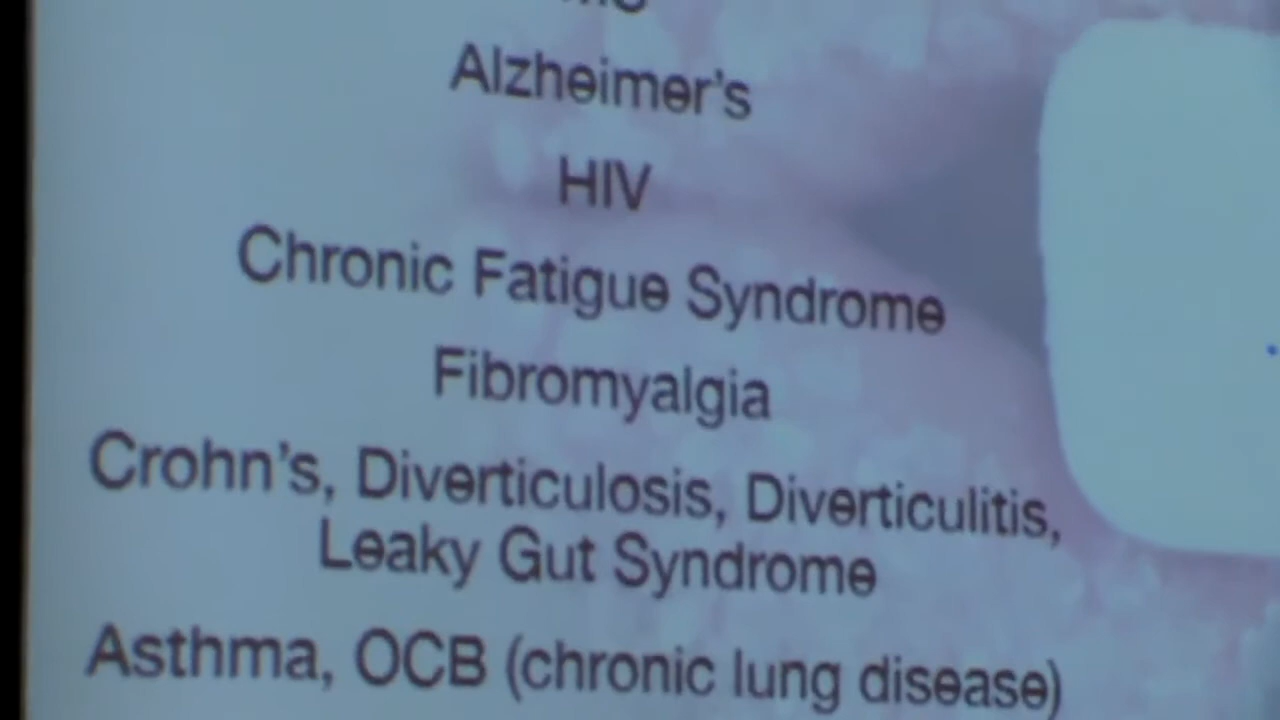 Alzheimer's
HIV
Chronic Fatigue Syndrome
Fibromyalgia
Crohn's, Diverticulosis, Diverticulitis,
Leaky Gut Syndrome
Asthma, OCB (chronic lung disease)